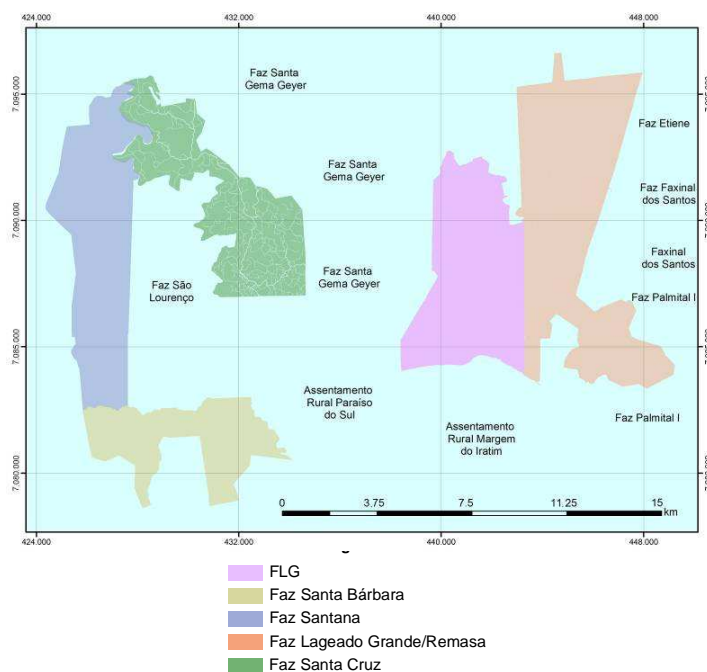 424.000 432.000 440.000 448.000
7.095.000
7.090.000
7.085.000
7.080.000
Faz Santa
Gema Geyer
Faz Etiene
Faz Santa
Gema Geyer
Faz Faxinal
dos Santos
Faxinal
dos Santos
Faz Santa
Gema Geyer
Faz São
Lourenço
Faz Palmital I
Assentamento
Rural Paraíso
do Sul
Assentamento
Rural Margem
do Iratim
Faz Palmital I
0 3.75 7.5 11.25 15
km
424.000 432.000 440.000 448.000
FLG
Faz Santa Bárbara
Faz Santana
Faz Lageado Grande/Remasa
Faz Santa Cruz